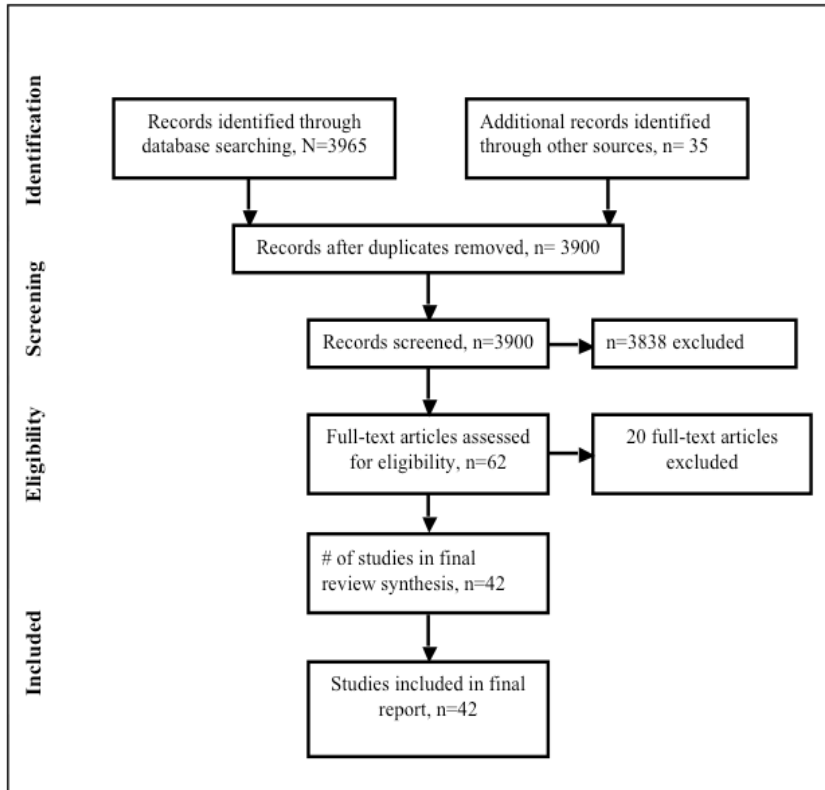 Identification
Records identified through
database searching, N=3965
Additional records identified
through other sources, n= 35
Records after duplicates removed, n= 3900
Screening
Records screened, n=3900
n=3838 excluded
Eligibility
Full-text articles assessed
for eligibility, n=62
20 full-text articles
excluded
Included
# of studies in final
review synthesis, n=42
Studies included in final
report, n=42